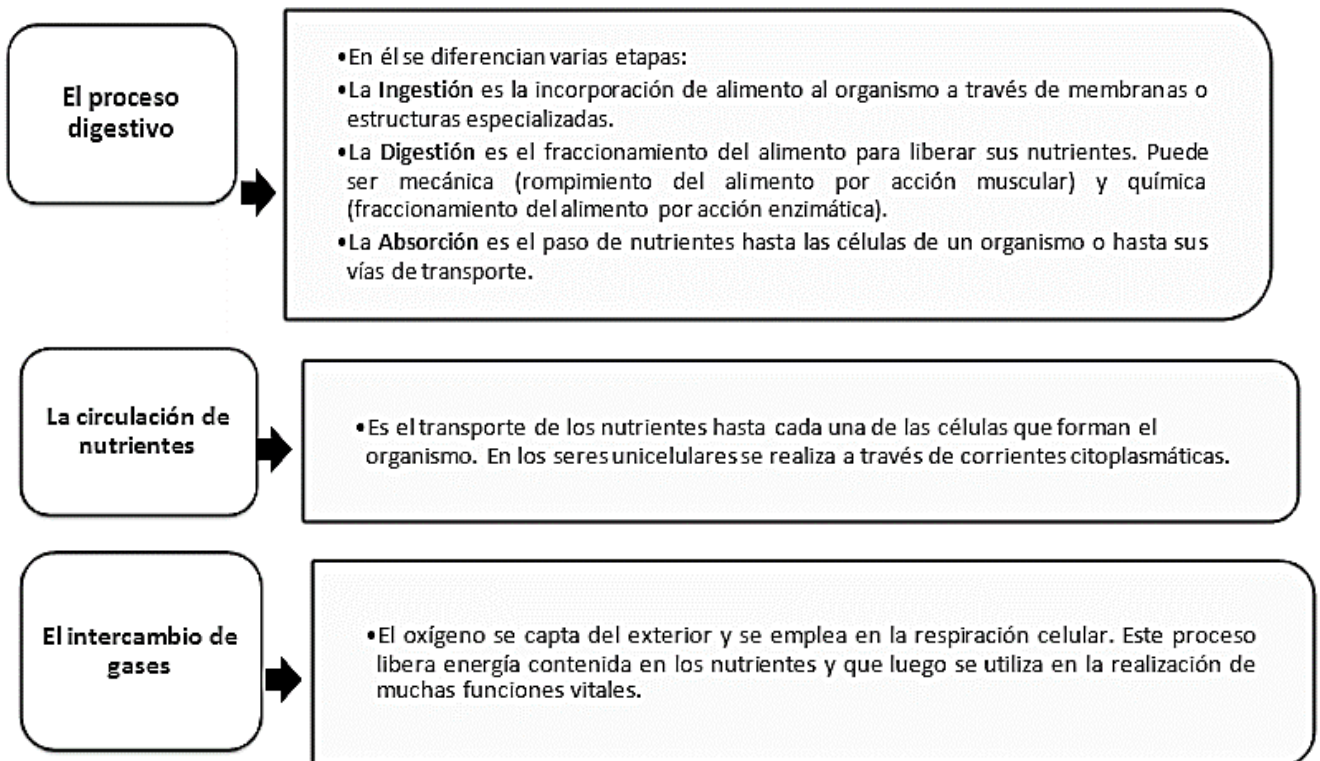 El proceso
digestivo
•En él se diferencian varias etapas:
•La Ingestión es la incorporación de alimento al organismo a través de membranas o
estructuras especializadas.
•La Digestión es el fraccionamiento del alimento para liberar sus nutrientes. Puede
ser mecánica (rompimiento del alimento por acción muscular) y química
(fraccionamiento del alimento por acción enzimática).
•La Absorción es el paso de nutrientes hasta las células de un organismo o hasta sus
vías de transporte.
La circulación de
nutrientes
•Es el transporte de los nutrientes hasta cada una de las células que forman el
organismo. En los seres unicelulares se realiza a través de corrientes citoplasmáticas.
El intercambio de
gases
•El oxígeno se capta del exterior y se emplea en la respiración celular. Este proceso
libera energía contenida en los nutrientes y que luego se utiliza en la realización de
muchas funciones vitales.